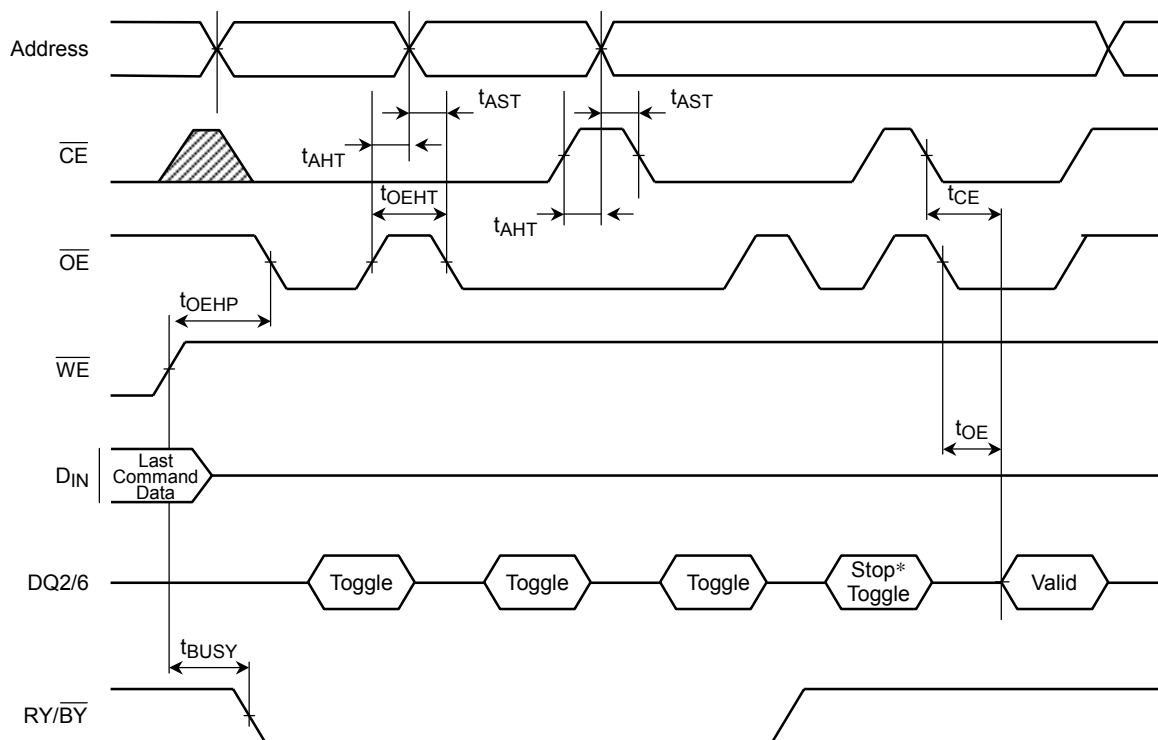 Address
tAST
tAST
CE
tAHT
tOEHT
tCE
tAHT
OE
tOEHP
WE
tOE
DIN
Last
Command
Data
DQ2/6
Toggle
Toggle
Toggle
Stop*
Toggle
Valid
tBUSY
RY/BY